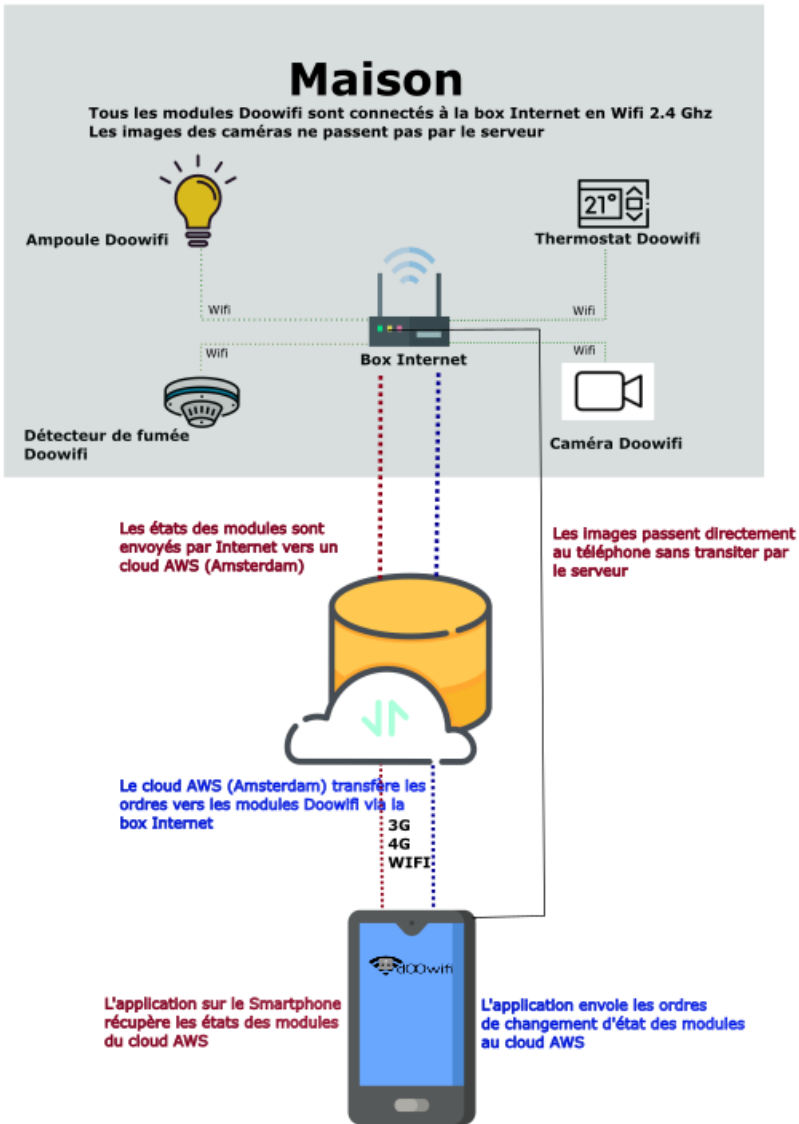 Maison
Tous les modules Doowifi sont connectés à la box Internet en Wifi 2.4 Ghz
Les images des caméras ne passent pas par le serveur
Ampoule Doowifi
21°
Thermostat Doowifi
Wifi
Wifi
Box Internet
Wifi
Wifi
Détecteur de fumée
Doowifi
Caméra Doowifi
Les états des modules sont
envoyés par Internet vers un
cloud AWS (Amsterdam)
Les images passent directement
au téléphone sans transiter par
le serveur
Le cloud AWS (Amsterdam) transfère les
ordres vers les modules Doowifi via la
box Internet
3G
4G
WIFI
dOOwifi
L'application sur le Smartphone
récupère les états des modules
du cloud AWS
L'application envoie les ordres
de changement d'état des modules
au cloud AWS